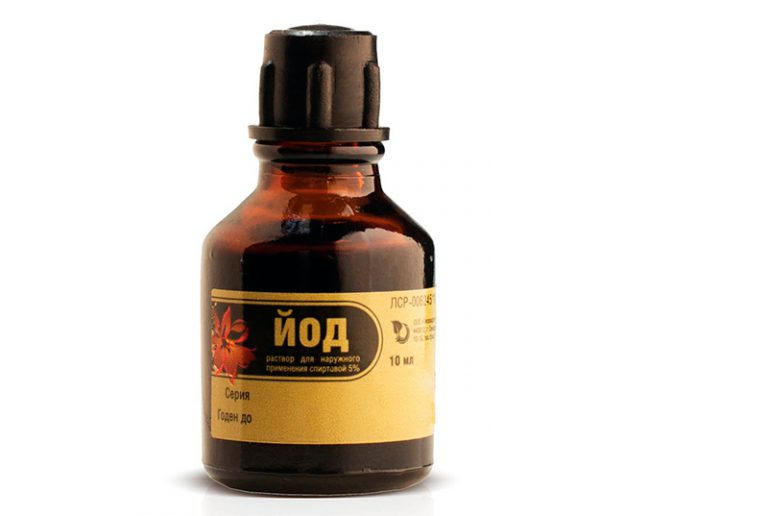 ЙОД
раствор для наружного
применения спиртовой 5%
Серия
Годен до
10 мл